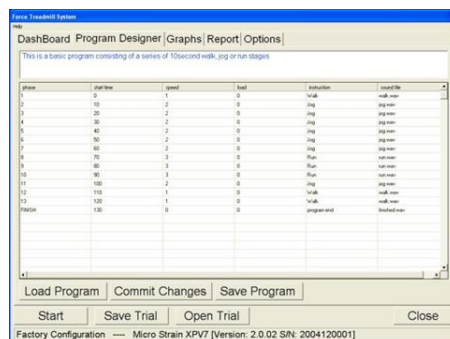 Force Treadmill System
Help
DashBoard Program Designer Graphs Report Options
This is a basic program consisting of a series of 10second walk, jog or run stages
phase start time speed load instruction sound file
1 0 1 0 Walk walk.wav
2 10 2 0 Jog jog.wav
3 20 2 0 Jog jog.wav
4 30 2 0 Jog jog.wav
5 40 2 0 Jog jog.wav
6 50 2 0 Jog jog.wav
7 60 2 0 Jog jog.wav
8 70 3 0 Run run.wav
9 80 3 0 Run run.wav
10 90 3 0 Run run.wav
11 100 2 0 Jog jog.wav
12 110 1 0 Walk walk.wav
13 120 1 0 Walk walk.wav
FINISH 130 0 0 program end finished.wav
Load Program Commit Changes Save Program
Start Save Trial Open Trial Close
Factory Configuration ---- Micro Strain XPV7 [Version: 2.0.02 S/N: 2004120001]